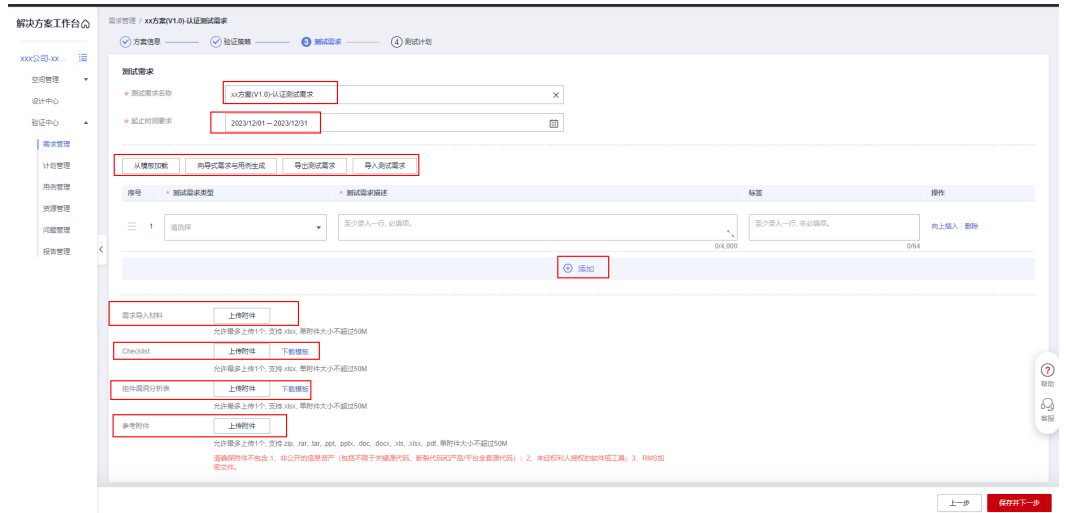 解决方案工作台
需求管理 / xx方案(V1.0)-认证测试需求
方案信息 验证策略 3 测试需求 4 测试计划
xxx公司-xx...
空间管理
设计中心
验证中心
需求管理
计划管理
用例管理
资源管理
问题管理
报告管理
测试需求
* 测试需求名称 xx方案(V1.0)-认证测试需求
* 起止时间要求 2023/12/01 – 2023/12/31
从模板加载 向导式需求与用例生成 导出测试需求 导入测试需求
序号 * 测试需求类型 * 测试需求描述 标签 操作
1 请选择 至少录入一行, 必填项。 至少录入一行, 非必填项。 向上插入 删除
0/4,000 0/64
添加
需求导入材料 上传附件
允许最多上传1个, 支持.xlsx, 单附件大小不超过50M
Checklist 上传附件 下载模板
允许最多上传1个, 支持.xlsx, 单附件大小不超过50M
组件漏洞分析表 上传附件 下载模板
允许最多上传1个, 支持.xlsx, 单附件大小不超过50M
参考附件 上传附件
允许最多上传1个, 支持.zip, .rar, .tar, .ppt, .pptx, .doc, .docx, .xls, .xlsx, .pdf, 单附件大小不超过50M
请确保附件不包含:1、非公开的信息资产（包括不限于关键源代码、断裂代码和产品/平台全套源代码）; 2、未经权利人授权的软件或工具; 3、RMS加
密文件。
帮助
客服
上一步 保存并下一步